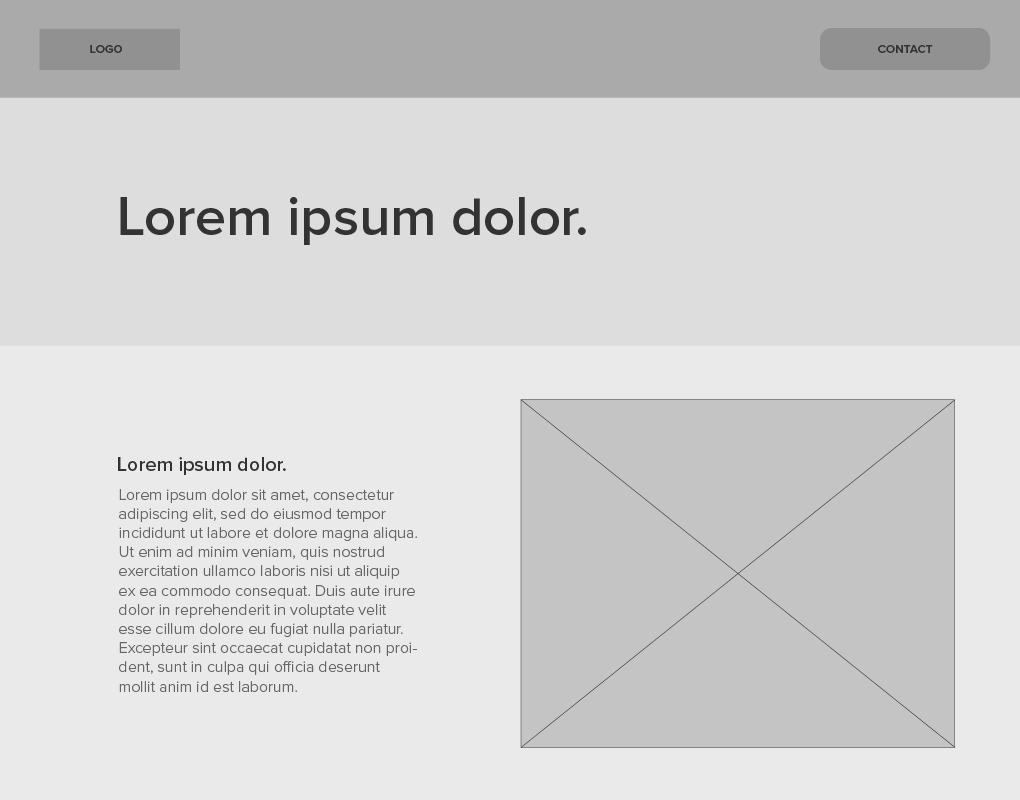 LOGO
CONTACT
Lorem ipsum dolor.
Lorem ipsum dolor.
Lorem ipsum dolor sit amet, consectetur
adipiscing elit, sed do eiusmod tempor
incididunt ut labore et dolore magna aliqua.
Ut enim ad minim veniam, quis nostrud
exercitation ullamco laboris nisi ut aliquip
ex ea commodo consequat. Duis aute irure
dolor in reprehenderit in voluptate velit
esse cillum dolore eu fugiat nulla pariatur.
Excepteur sint occaecat cupidatat non proi-
dent, sunt in culpa qui officia deserunt
mollit anim id est laborum.